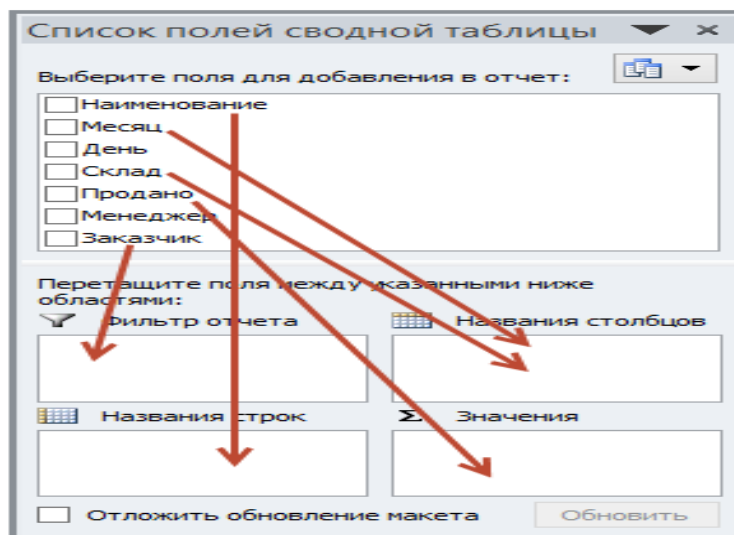 Список полей сводной таблицы
Выберите поля для добавления в отчет:
Наименование
Месяц
День
Склад
Продано
Менеджер
Заказчик
Перетащите поля между указанными ниже
областями:
Фильтр отчета
Названия столбцов
Названия строк
Σ Значения
Отложить обновление макета
Обновить